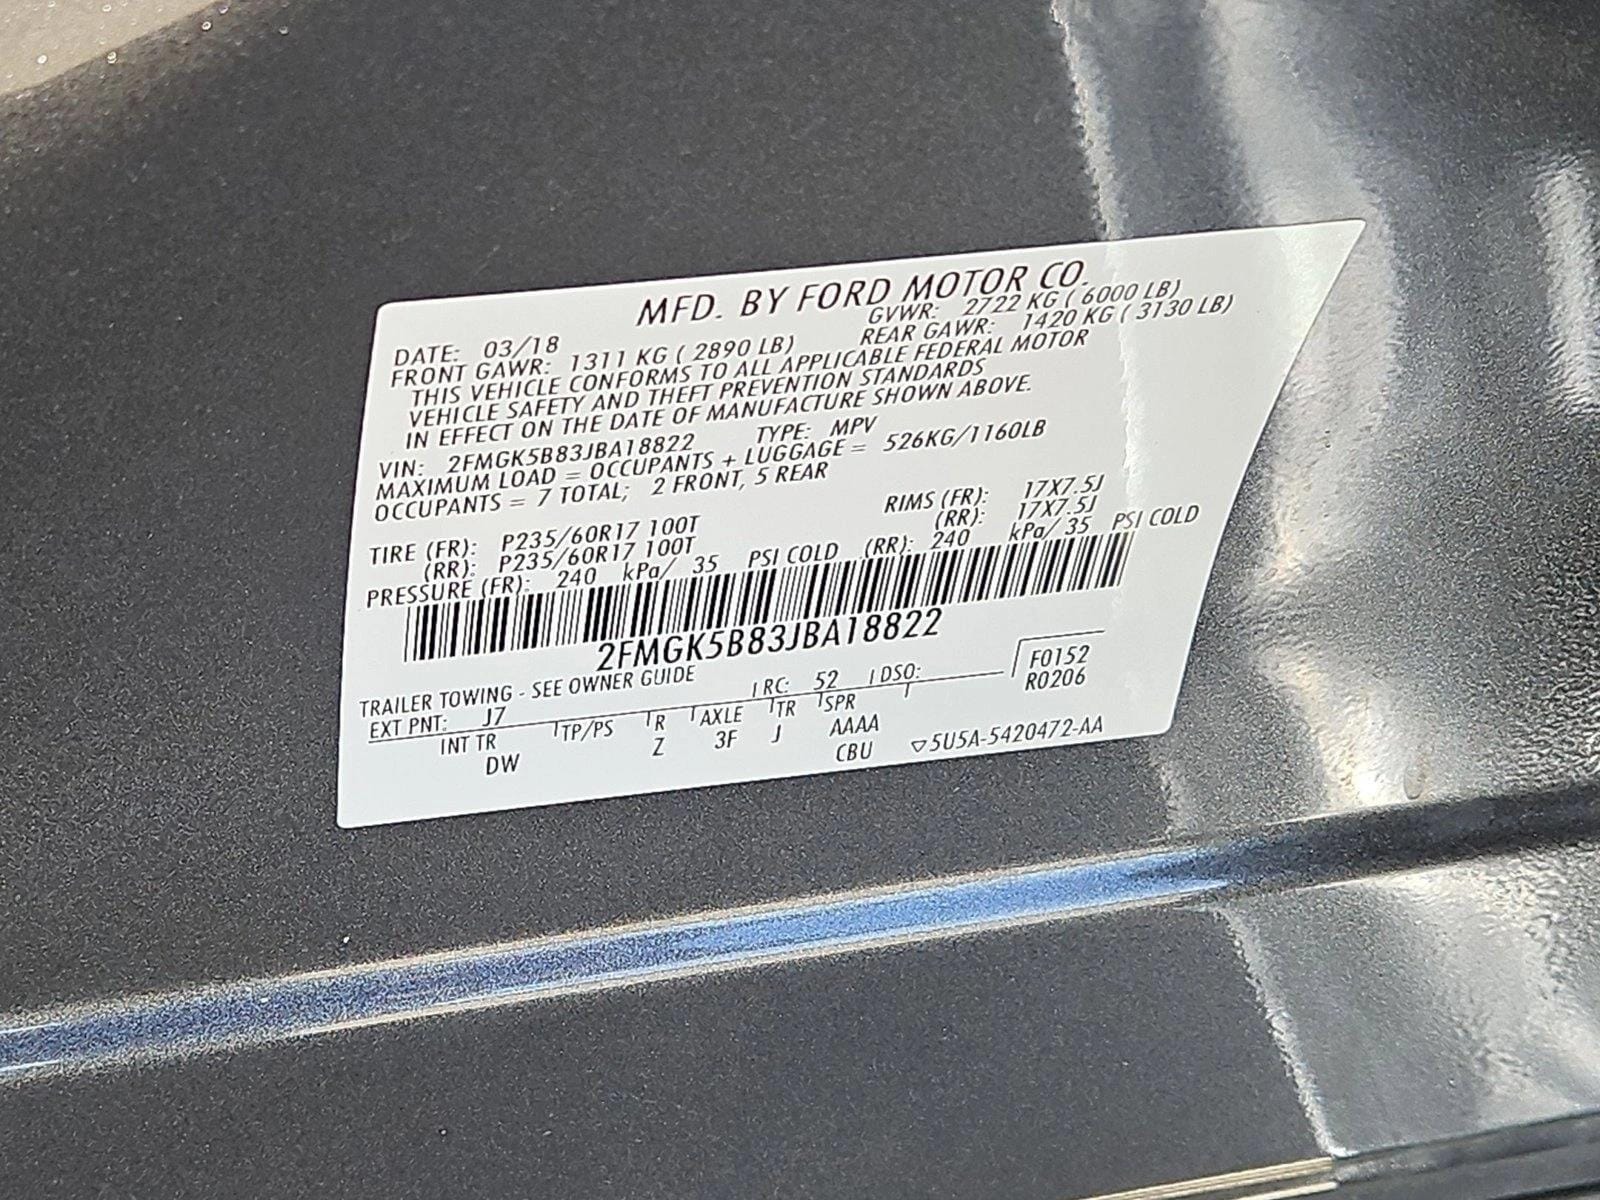 MFD. BY FORD MOTOR CO.
DATE: 03/18 GVWR: 2722 KG ( 6000 LB)
FRONT GAWR: 1311 KG ( 2890 LB) REAR GAWR: 1420 KG ( 3130 LB)
THIS VEHICLE CONFORMS TO ALL APPLICABLE FEDERAL MOTOR
VEHICLE SAFETY AND THEFT PREVENTION STANDARDS
IN EFFECT ON THE DATE OF MANUFACTURE SHOWN ABOVE.
VIN: 2FMGK5B83JBA18822 TYPE: MPV
MAXIMUM LOAD = OCCUPANTS + LUGGAGE = 526KG/1160LB
OCCUPANTS = 7 TOTAL; 2 FRONT, 5 REAR
TIRE (FR): P235/60R17 100T RIMS (FR): 17X7.5J
(RR): P235/60R17 100T (RR): 17X7.5J
PRESSURE (FR): 240 kPa/ 35 PSI COLD (RR): 240 kPa/ 35 PSI COLD
2FMGK5B83JBA18822
TRAILER TOWING - SEE OWNER GUIDE
EXT PNT: J7 RC: 52 DSO: F0152
R0206
INT TR TP/PS R AXLE TR SPR
DW Z 3F J AAAA
CBU ▽5U5A-5420472-AA